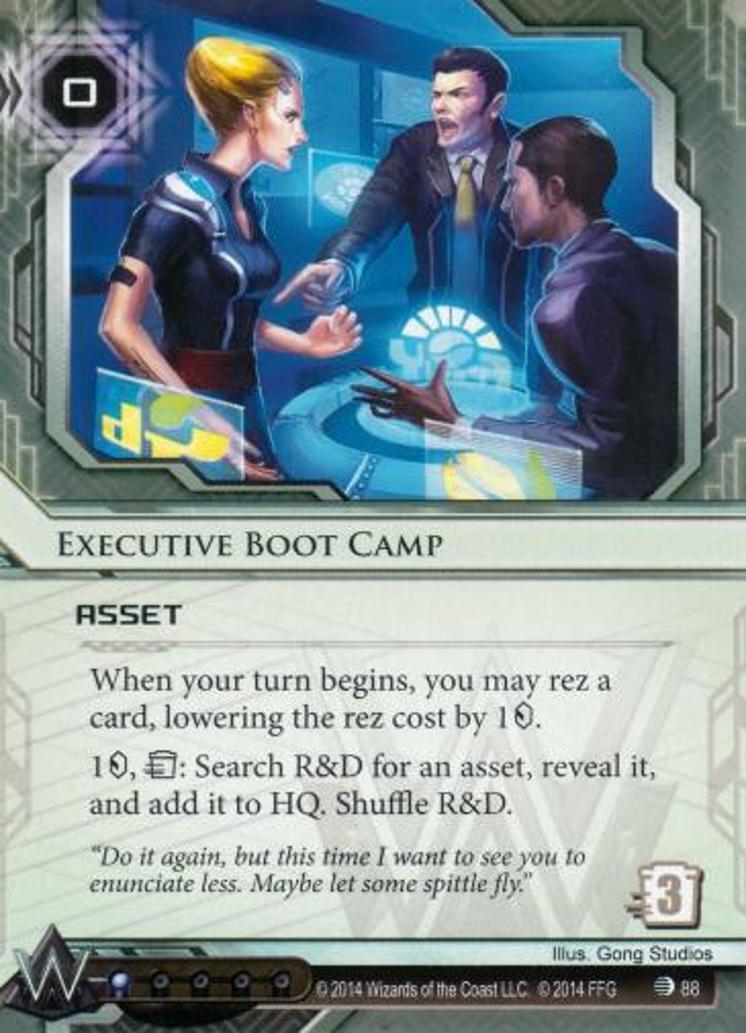 0
EXECUTIVE BOOT CAMP
ASSET
When your turn begins, you may rez a
card, lowering the rez cost by 1.
1, : Search R&D for an asset, reveal it,
and add it to HQ. Shuffle R&D.
“Do it again, but this time I want to see you to
enunciate less. Maybe let some spittle fly.”
3
Illus. Gong Studios
W
© 2014 Wizards of the Coast LLC. © 2014 FFG
88